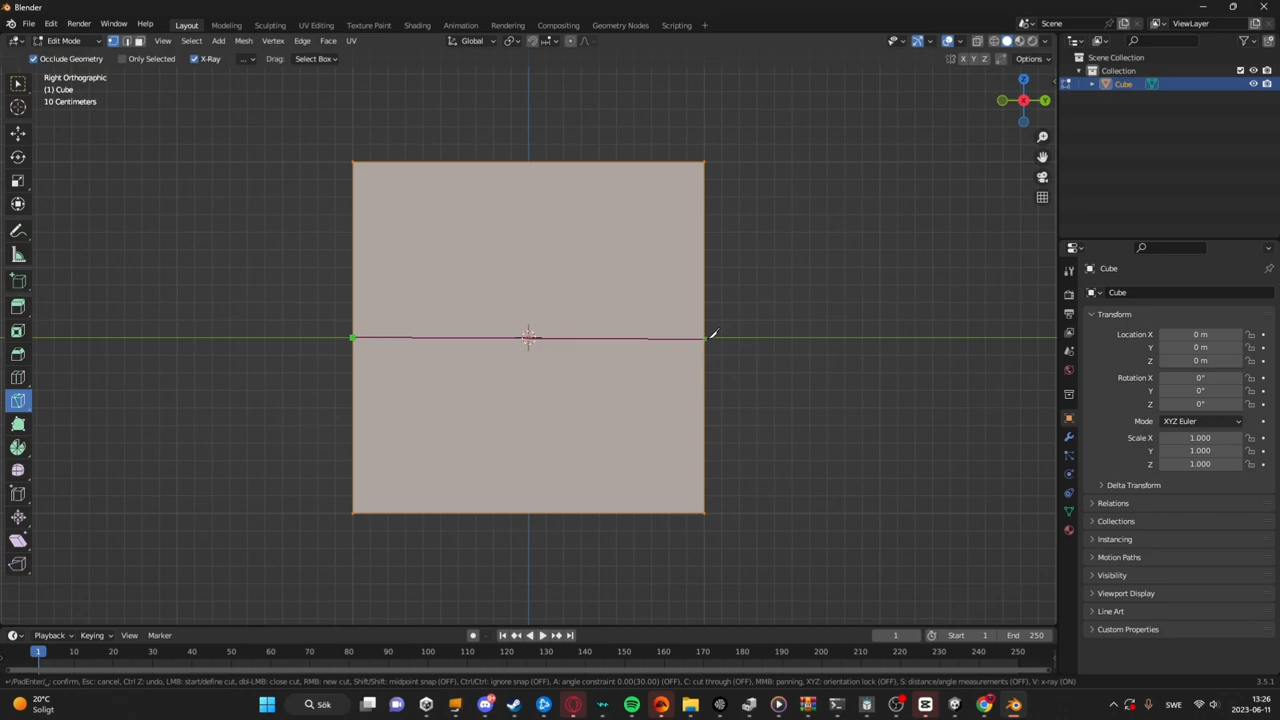 Blender
File Edit Render Window Help Layout Modeling Sculpting UV Editing Texture Paint Shading Animation Rendering Compositing Geometry Nodes Scripting + Scene ViewLayer
Edit Mode View Select Add Mesh Vertex Edge Face UV Global X Y Z Options
Occlude Geometry Only Selected X-Ray ... Drag: Select Box
Right Orthographic
(1) Cube
10 Centimeters
Z
X
Y
Scene Collection
Collection
Cube
Cube
Cube
Transform
Location X 0 m
Y 0 m
Z 0 m
Rotation X 0°
Y 0°
Z 0°
Mode XYZ Euler
Scale X 1.000
Y 1.000
Z 1.000
Delta Transform
Relations
Collections
Instancing
Motion Paths
Visibility
Viewport Display
Line Art
Custom Properties
Playback Keying View Marker 1 Start 1 End 250
1 10 20 30 40 50 60 70 80 90 100 110 120 130 140 150 160 170 180 190 200 210 220 230 240 250
confirm, Esc: cancel, Ctrl Z: undo, LMB: start/define cut, dbl-LMB: close cut, RMB: new cut, Shift/Shift: midpoint snap (OFF), Ctrl/Ctrl: ignore snap (OFF), A: angle constraint 0.00(30.00) (OFF), C: cut through (OFF), MMB: panning, XYZ: orientation lock (OFF), S: distance/angle measurements (OFF), V: x-ray (ON)
3.5.1
20°C
Soligt
Sök
SWE
13:26
2023-06-11